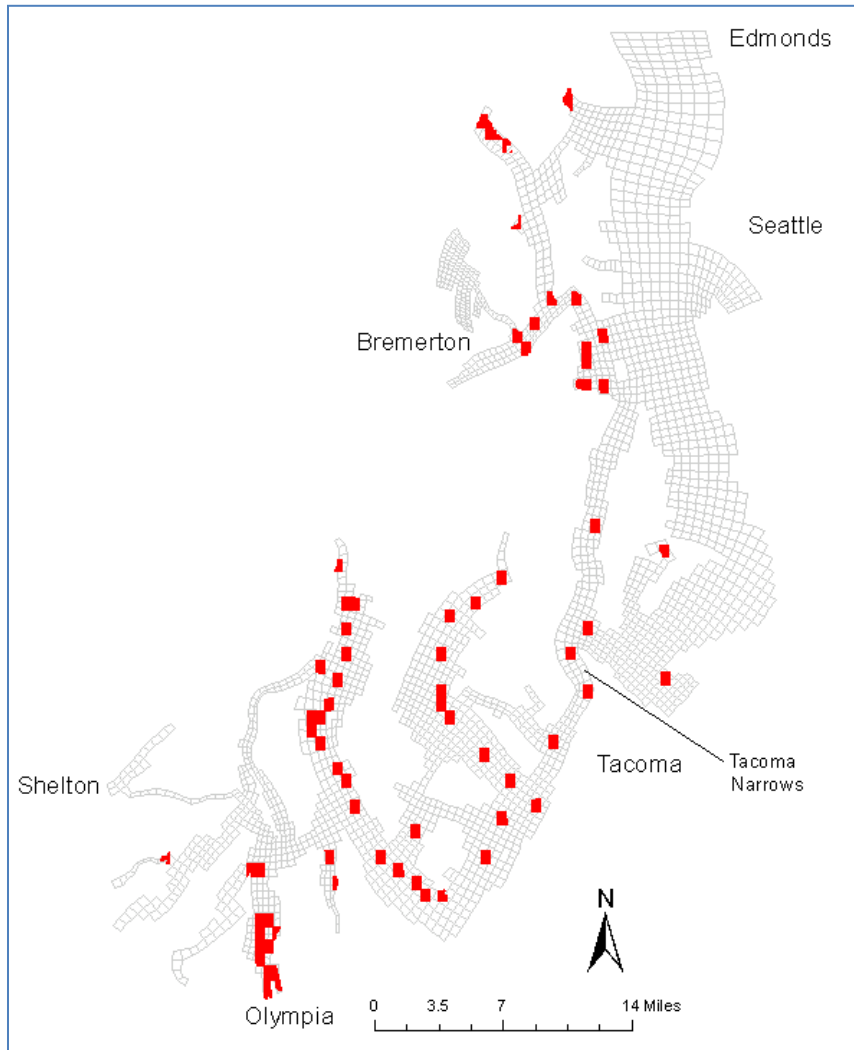 Edmonds
Seattle
Bremerton
Tacoma
Tacoma
Narrows
Shelton
N
0 3.5 7 14 Miles
Olympia